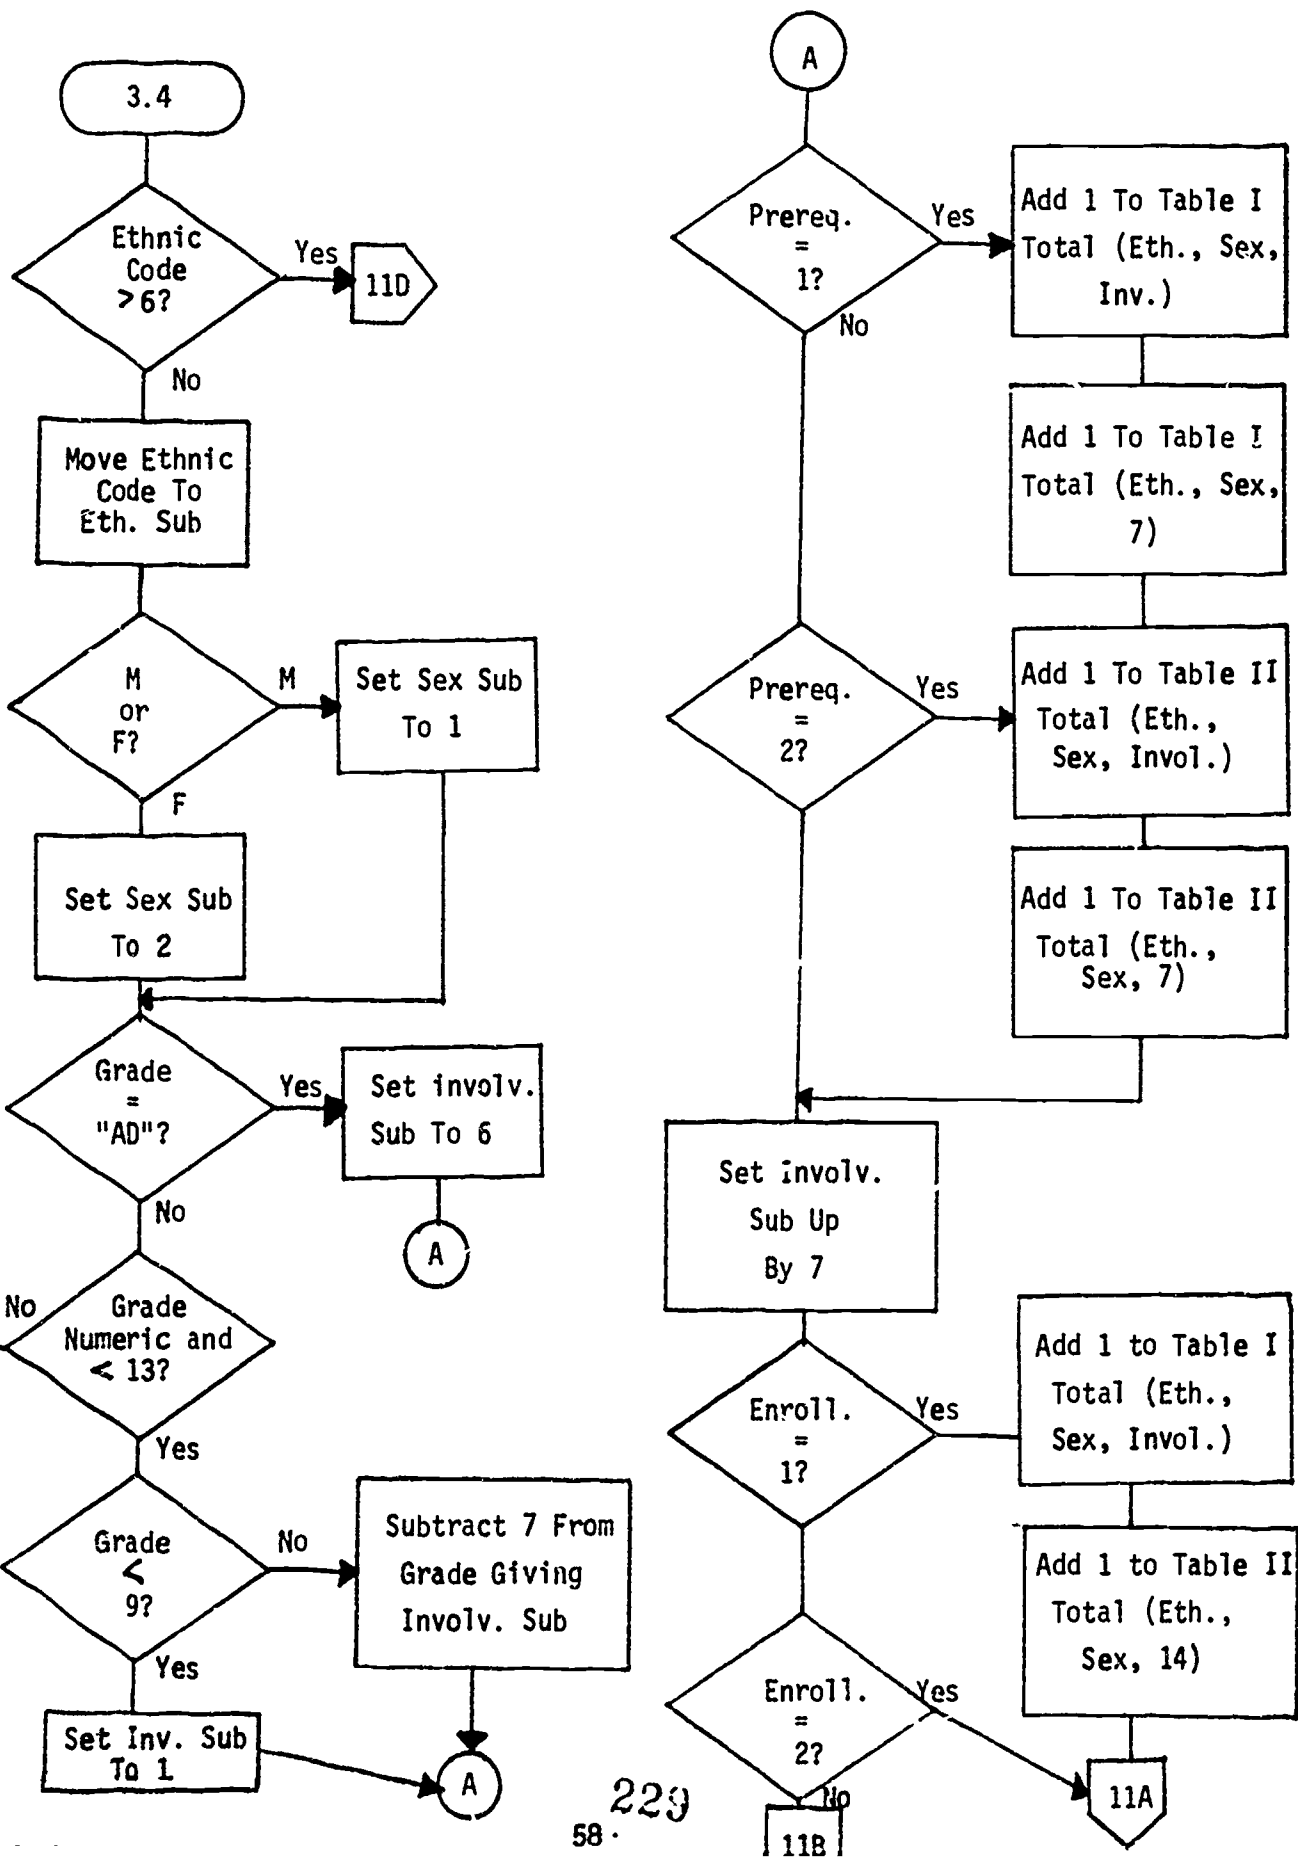 3.4
Ethnic
Code
>6?
Yes
11D
No
Move Ethnic
Code To
Eth. Sub
M
or
F?
M
Set Sex Sub
To 1
F
Set Sex Sub
To 2
Grade
=
"AD"?
Yes
Set involv.
Sub To 6
A
No
Grade
Numeric and
< 13?
No
Yes
Grade
<
9?
No
Subtract 7 From
Grade Giving
Involv. Sub
Yes
Set Inv. Sub
To 1
A
A
Prereq.
=
1?
Yes
Add 1 To Table I
Total (Eth., Sex,
Inv.)
No
Add 1 To Table I
Total (Eth., Sex,
7)
Prereq.
=
2?
Yes
Add 1 To Table II
Total (Eth.,
Sex, Invol.)
Add 1 To Table II
Total (Eth.,
Sex, 7)
Set involv.
Sub Up
By 7
Enroll.
=
1?
Yes
Add 1 to Table I
Total (Eth.,
Sex, Invol.)
Add 1 to Table II
Total (Eth.,
Sex, 14)
Enroll.
=
2?
Yes
11A
No
11B
229
58.